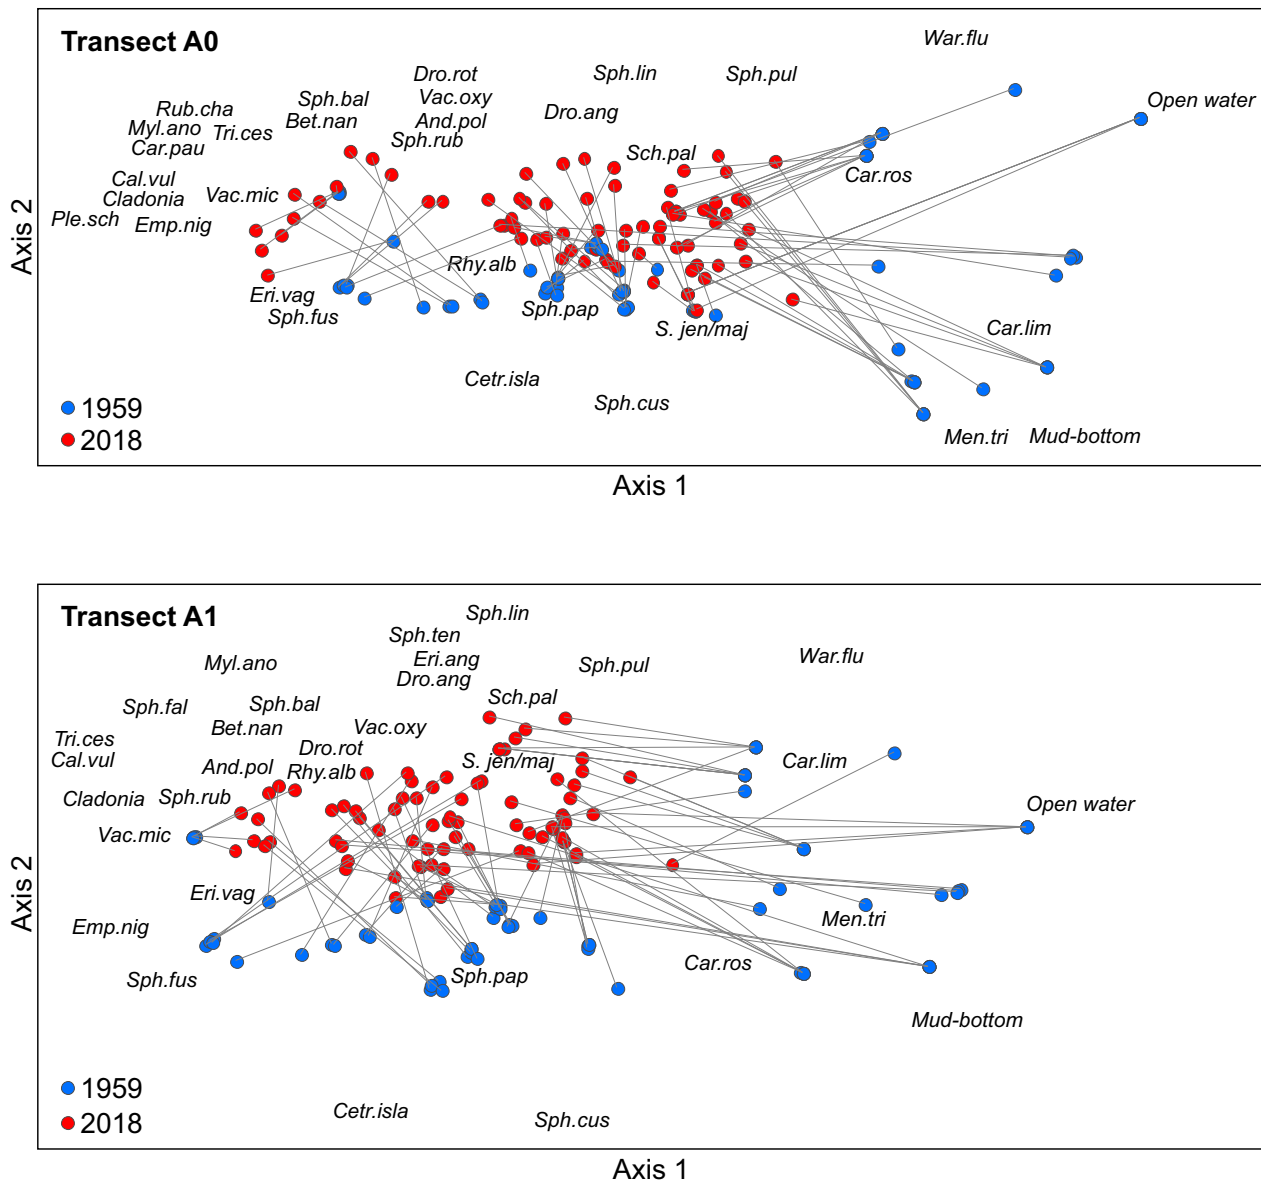 Transect A0
War.flu
Dro.rot
Sph.lin
Sph.pul
Sph.bal
Vac.oxy
Open water
Rub.cha
Dro.ang
Myl.ano
Tri.ces
Bet.nan
And.pol
Car.pau
Sph.rub
Sch.pal
Car.ros
Cal.vul
Cladonia
Vac.mic
Ple.sch
Emp.nig
Rhy.alb
Eri.vag
Sph.fus
Sph.pap
S. jen/maj
Car.lim
Cetr.isla
Sph.cus
Men.tri
Mud-bottom
1959
2018
Axis 2
Axis 1
Transect A1
Sph.lin
Sph.ten
Myl.ano
Eri.ang
Sph.pul
War.flu
Dro.ang
Sph.fal
Sph.bal
Sch.pal
Bet.nan
Vac.oxy
Tri.ces
Cal.vul
Dro.rot
S. jen/maj
Car.lim
And.pol
Rhy.alb
Cladonia
Sph.rub
Open water
Vac.mic
Eri.vag
Emp.nig
Men.tri
Sph.fus
Sph.pap
Car.ros
Mud-bottom
Cetr.isla
Sph.cus
1959
2018
Axis 2
Axis 1